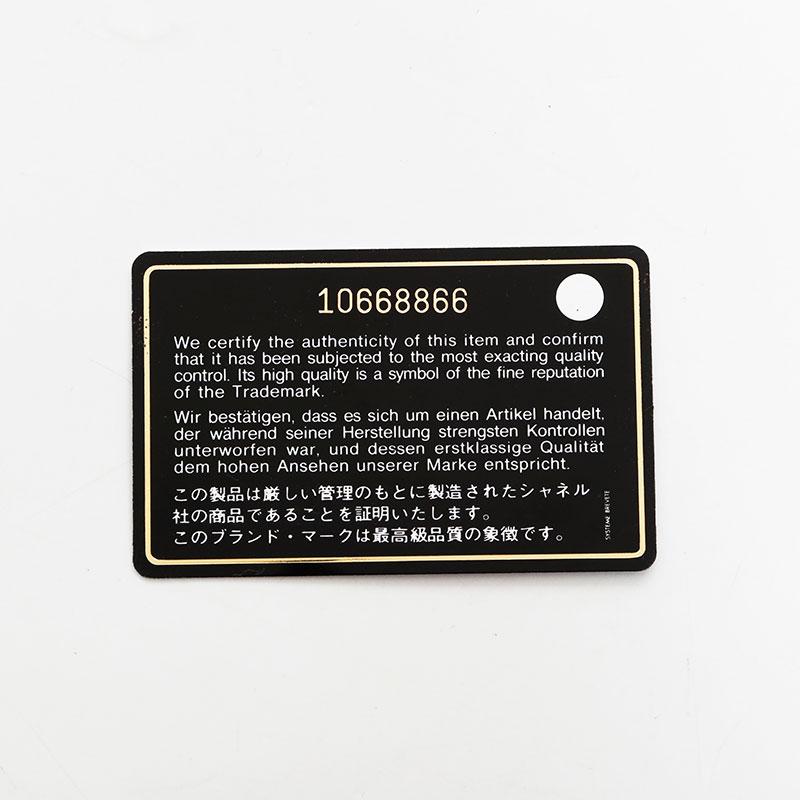 10668866
We certify the authenticity of this item and confirm
that it has been subjected to the most exacting quality
control. Its high quality is a symbol of the fine reputation
of the Trademark.
Wir bestätigen, dass es sich um einen Artikel handelt,
der während seiner Herstellung strengsten Kontrollen
unterworfen war, und dessen erstklassige Qualität
dem hohen Ansehen unserer Marke entspricht.
この製品は厳しい管理のもとに製造されたシャネル
社の商品であることを証明いたします。
このブランド・マークは最高級品質の象徴です。
SYSTEME BREVETE